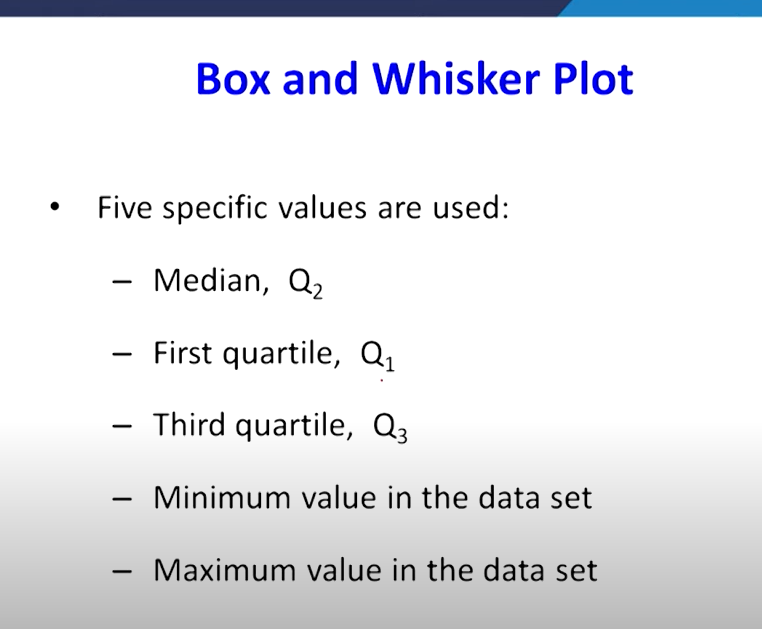 Box and Whisker Plot
• Five specific values are used:
– Median, Q₂
– First quartile, Q₁
– Third quartile, Q₃
– Minimum value in the data set
– Maximum value in the data set